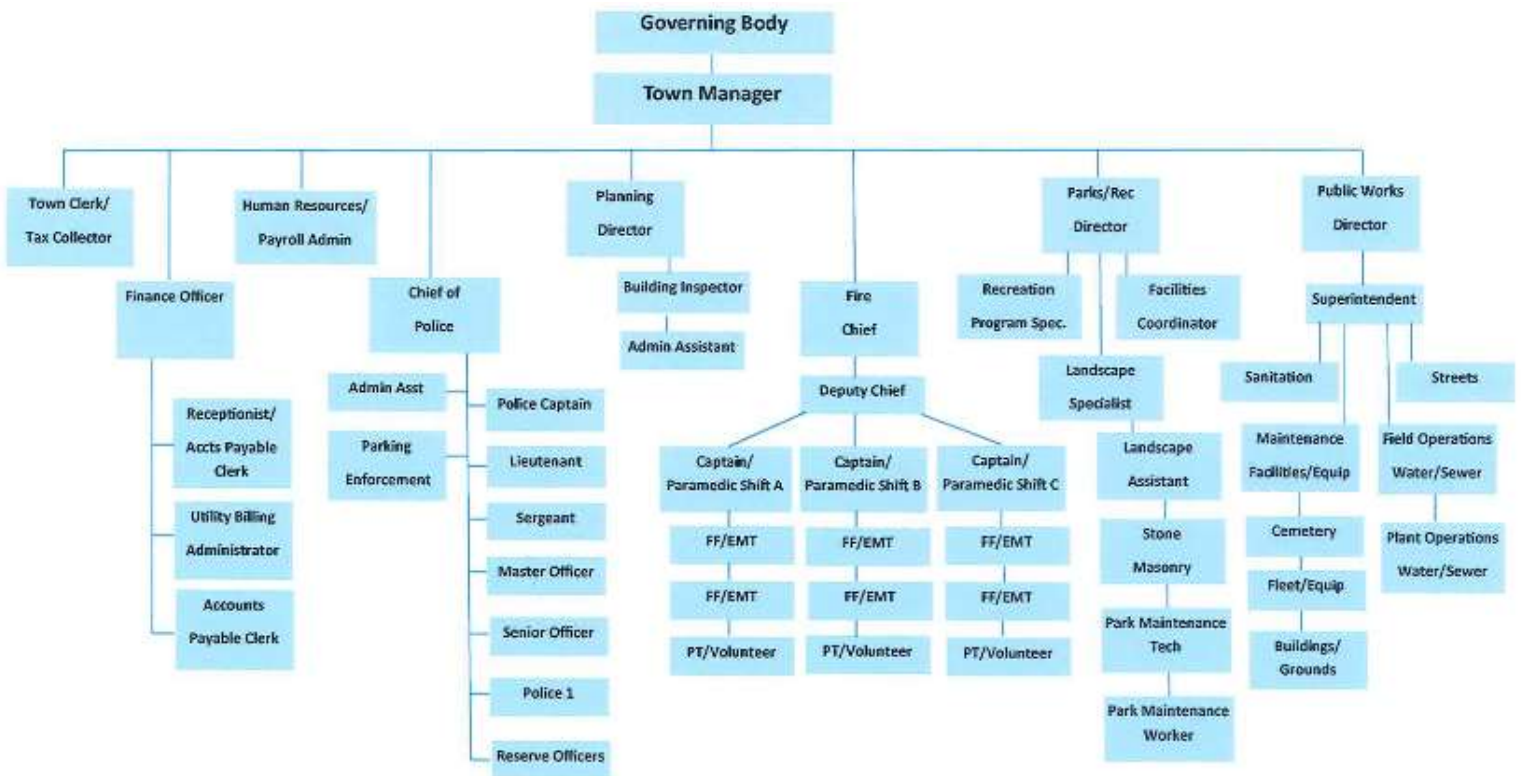 Governing Body
Town Manager
Town Clerk/
Tax Collector
Finance Officer
Receptionist/
Accts Payable
Clerk
Utility Billing
Administrator
Accounts
Payable Clerk
Human Resources/
Payroll Admin
Chief of
Police
Admin Asst
Parking
Enforcement
Police Captain
Lieutenant
Sergeant
Master Officer
Senior Officer
Police 1
Reserve Officers
Planning
Director
Building Inspector
Admin Assistant
Fire
Chief
Deputy Chief
Captain/
Paramedic Shift A
FF/EMT
FF/EMT
PT/Volunteer
Captain/
Paramedic Shift B
FF/EMT
FF/EMT
PT/Volunteer
Captain/
Paramedic Shift C
FF/EMT
FF/EMT
PT/Volunteer
Parks/Rec
Director
Recreation
Program Spec.
Facilities
Coordinator
Landscape
Specialist
Landscape
Assistant
Stone
Masonry
Park Maintenance
Tech
Park Maintenance
Worker
Public Works
Director
Superintendent
Sanitation
Streets
Maintenance
Facilities/Equip
Cemetery
Fleet/Equip
Buildings/
Grounds
Field Operations
Water/Sewer
Plant Operations
Water/Sewer